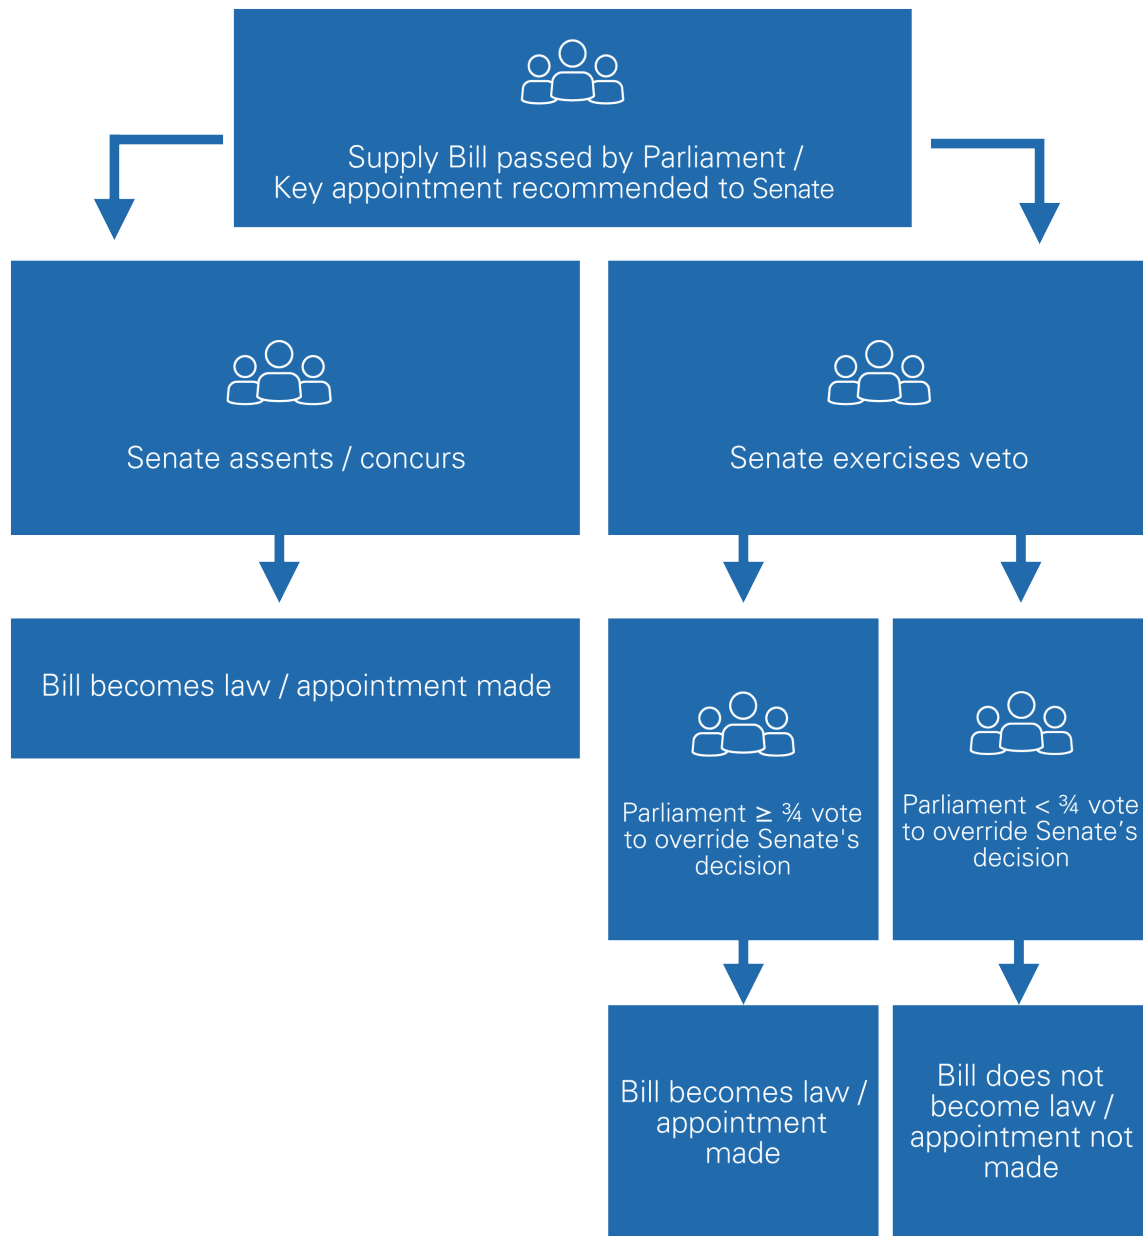 Supply Bill passed by Parliament /
Key appointment recommended to Senate
Senate assents / concurs
Senate exercises veto
Bill becomes law / appointment made
Parliament ≥ ¾ vote
to override Senate's
decision
Parliament < ¾ vote
to override Senate’s
decision
Bill becomes law /
appointment
made
Bill does not
become law /
appointment not
made